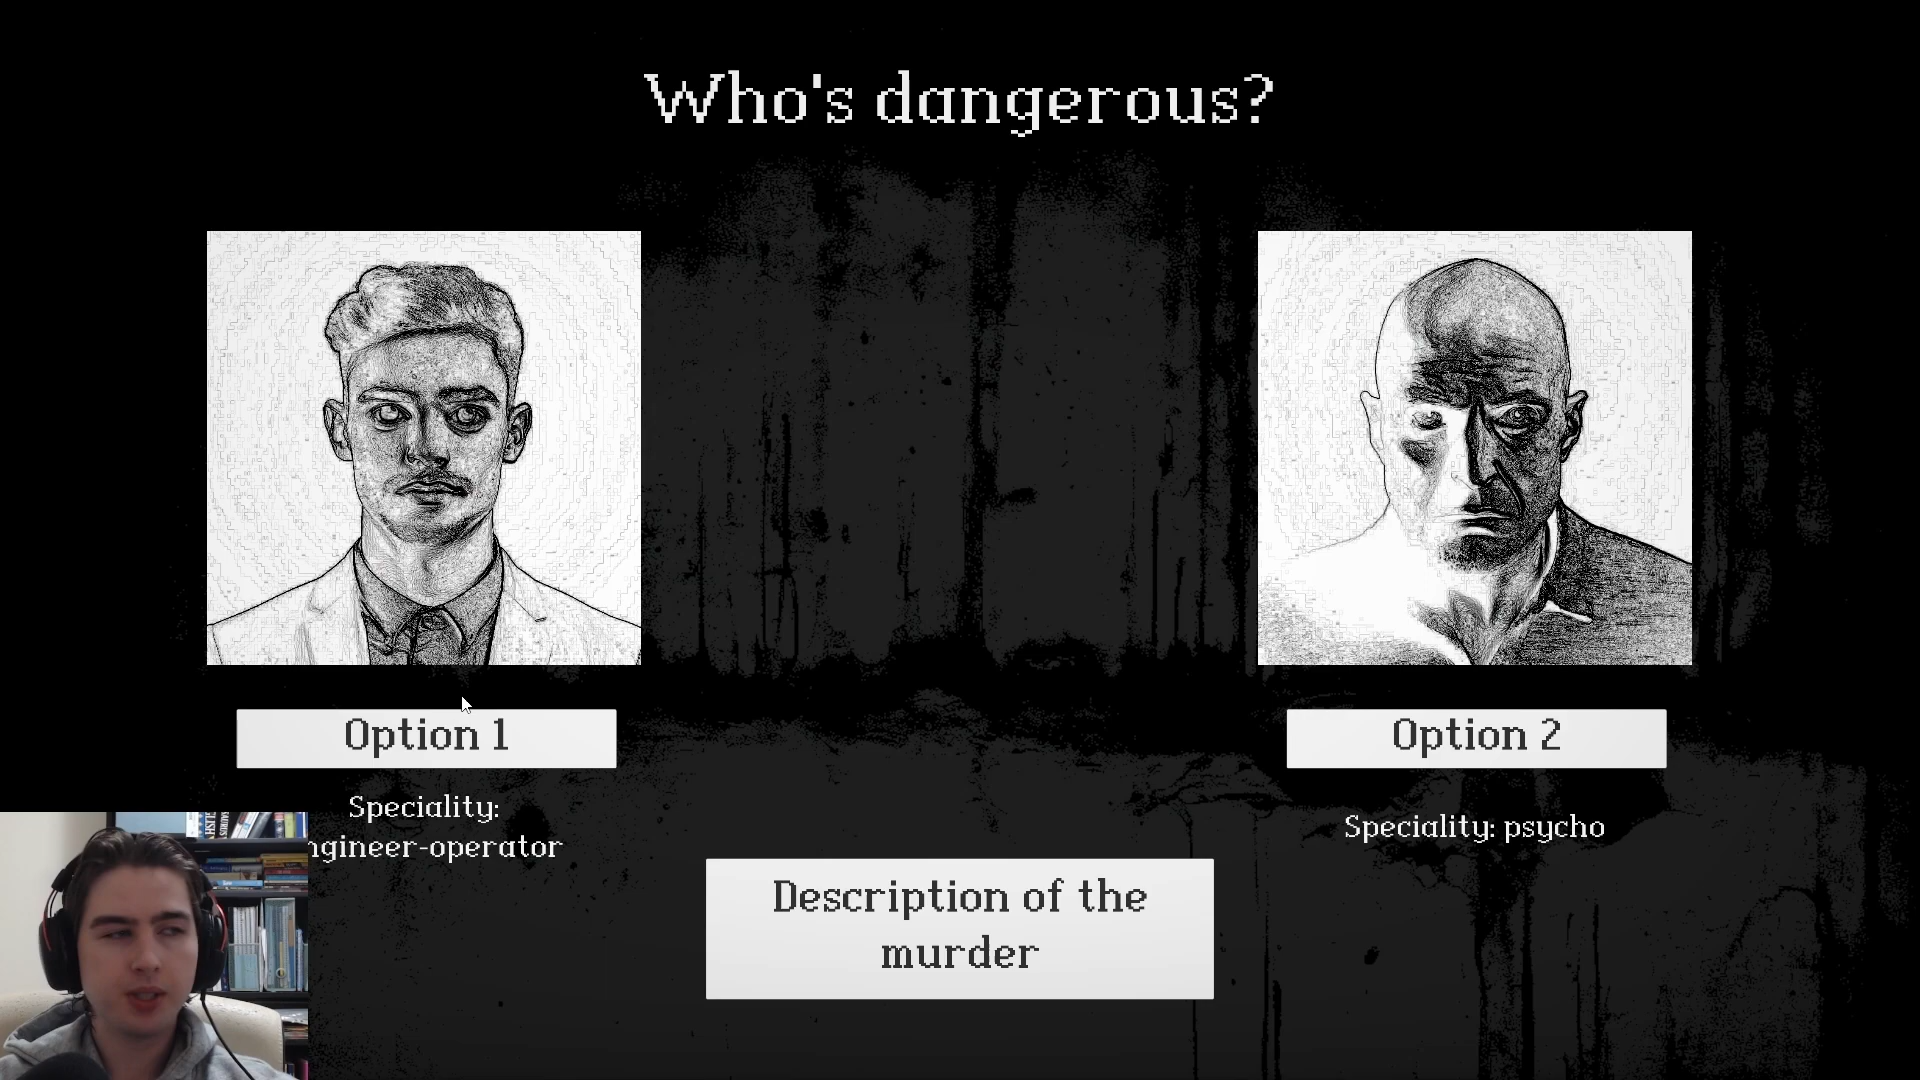 Who's dangerous?
Option 1
Option 2
Speciality:
ngineer-operator
Speciality: psycho
Description of the
murder